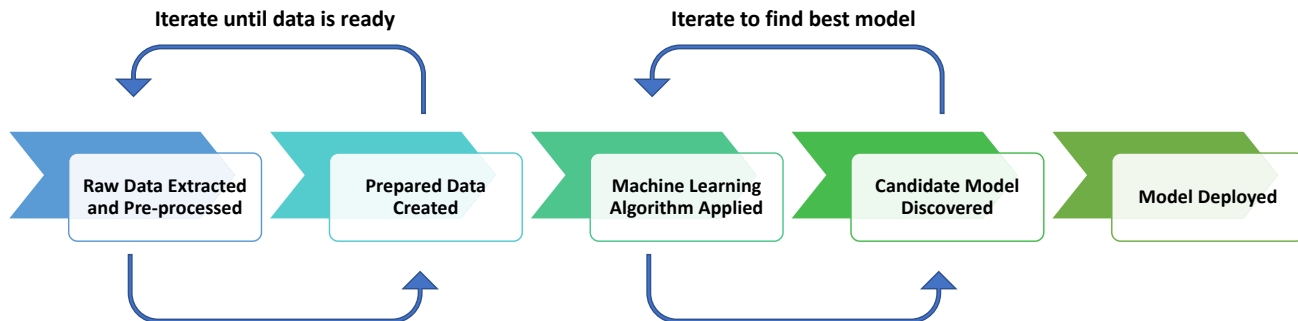 Iterate until data is ready
Iterate to find best model
Raw Data Extracted
and Pre-processed
Prepared Data
Created
Machine Learning
Algorithm Applied
Candidate Model
Discovered
Model Deployed